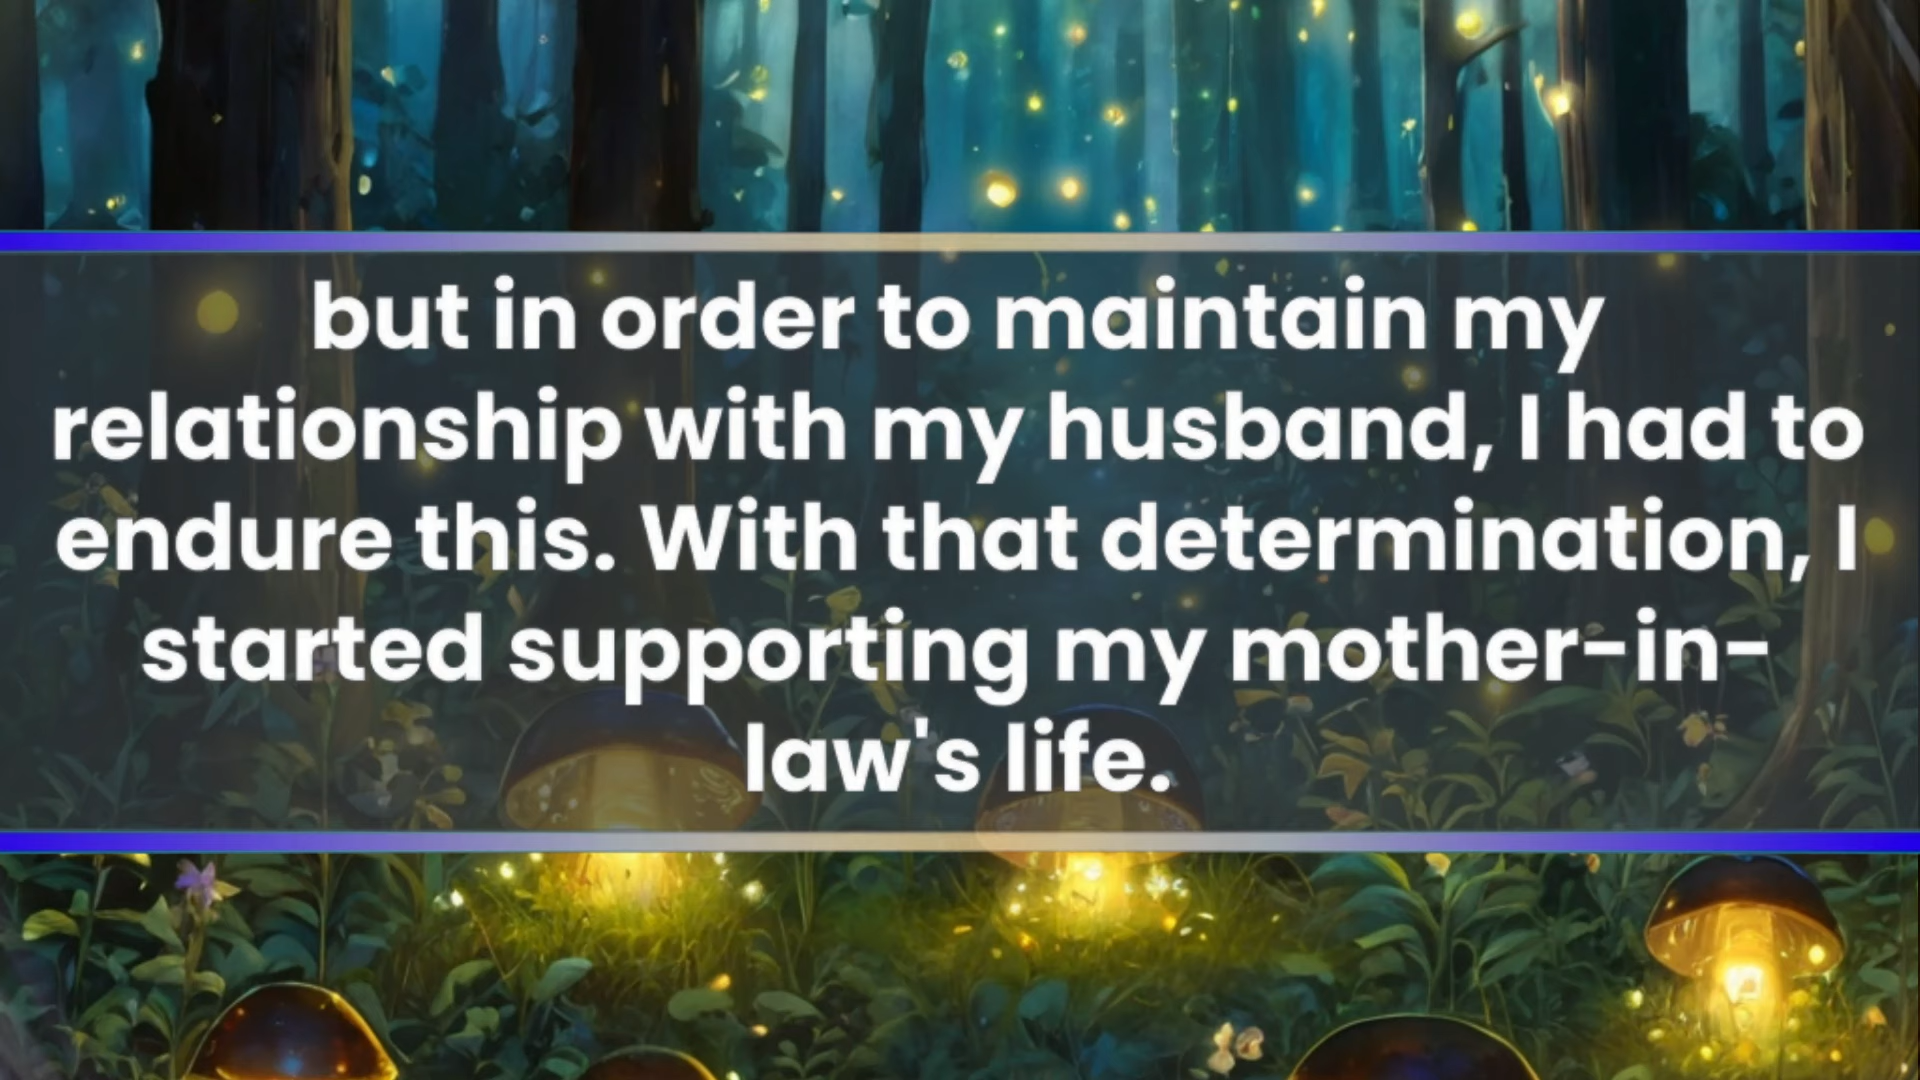 but in order to maintain my
relationship with my husband, I had to
endure this. With that determination, I
started supporting my mother-in-
law's life.